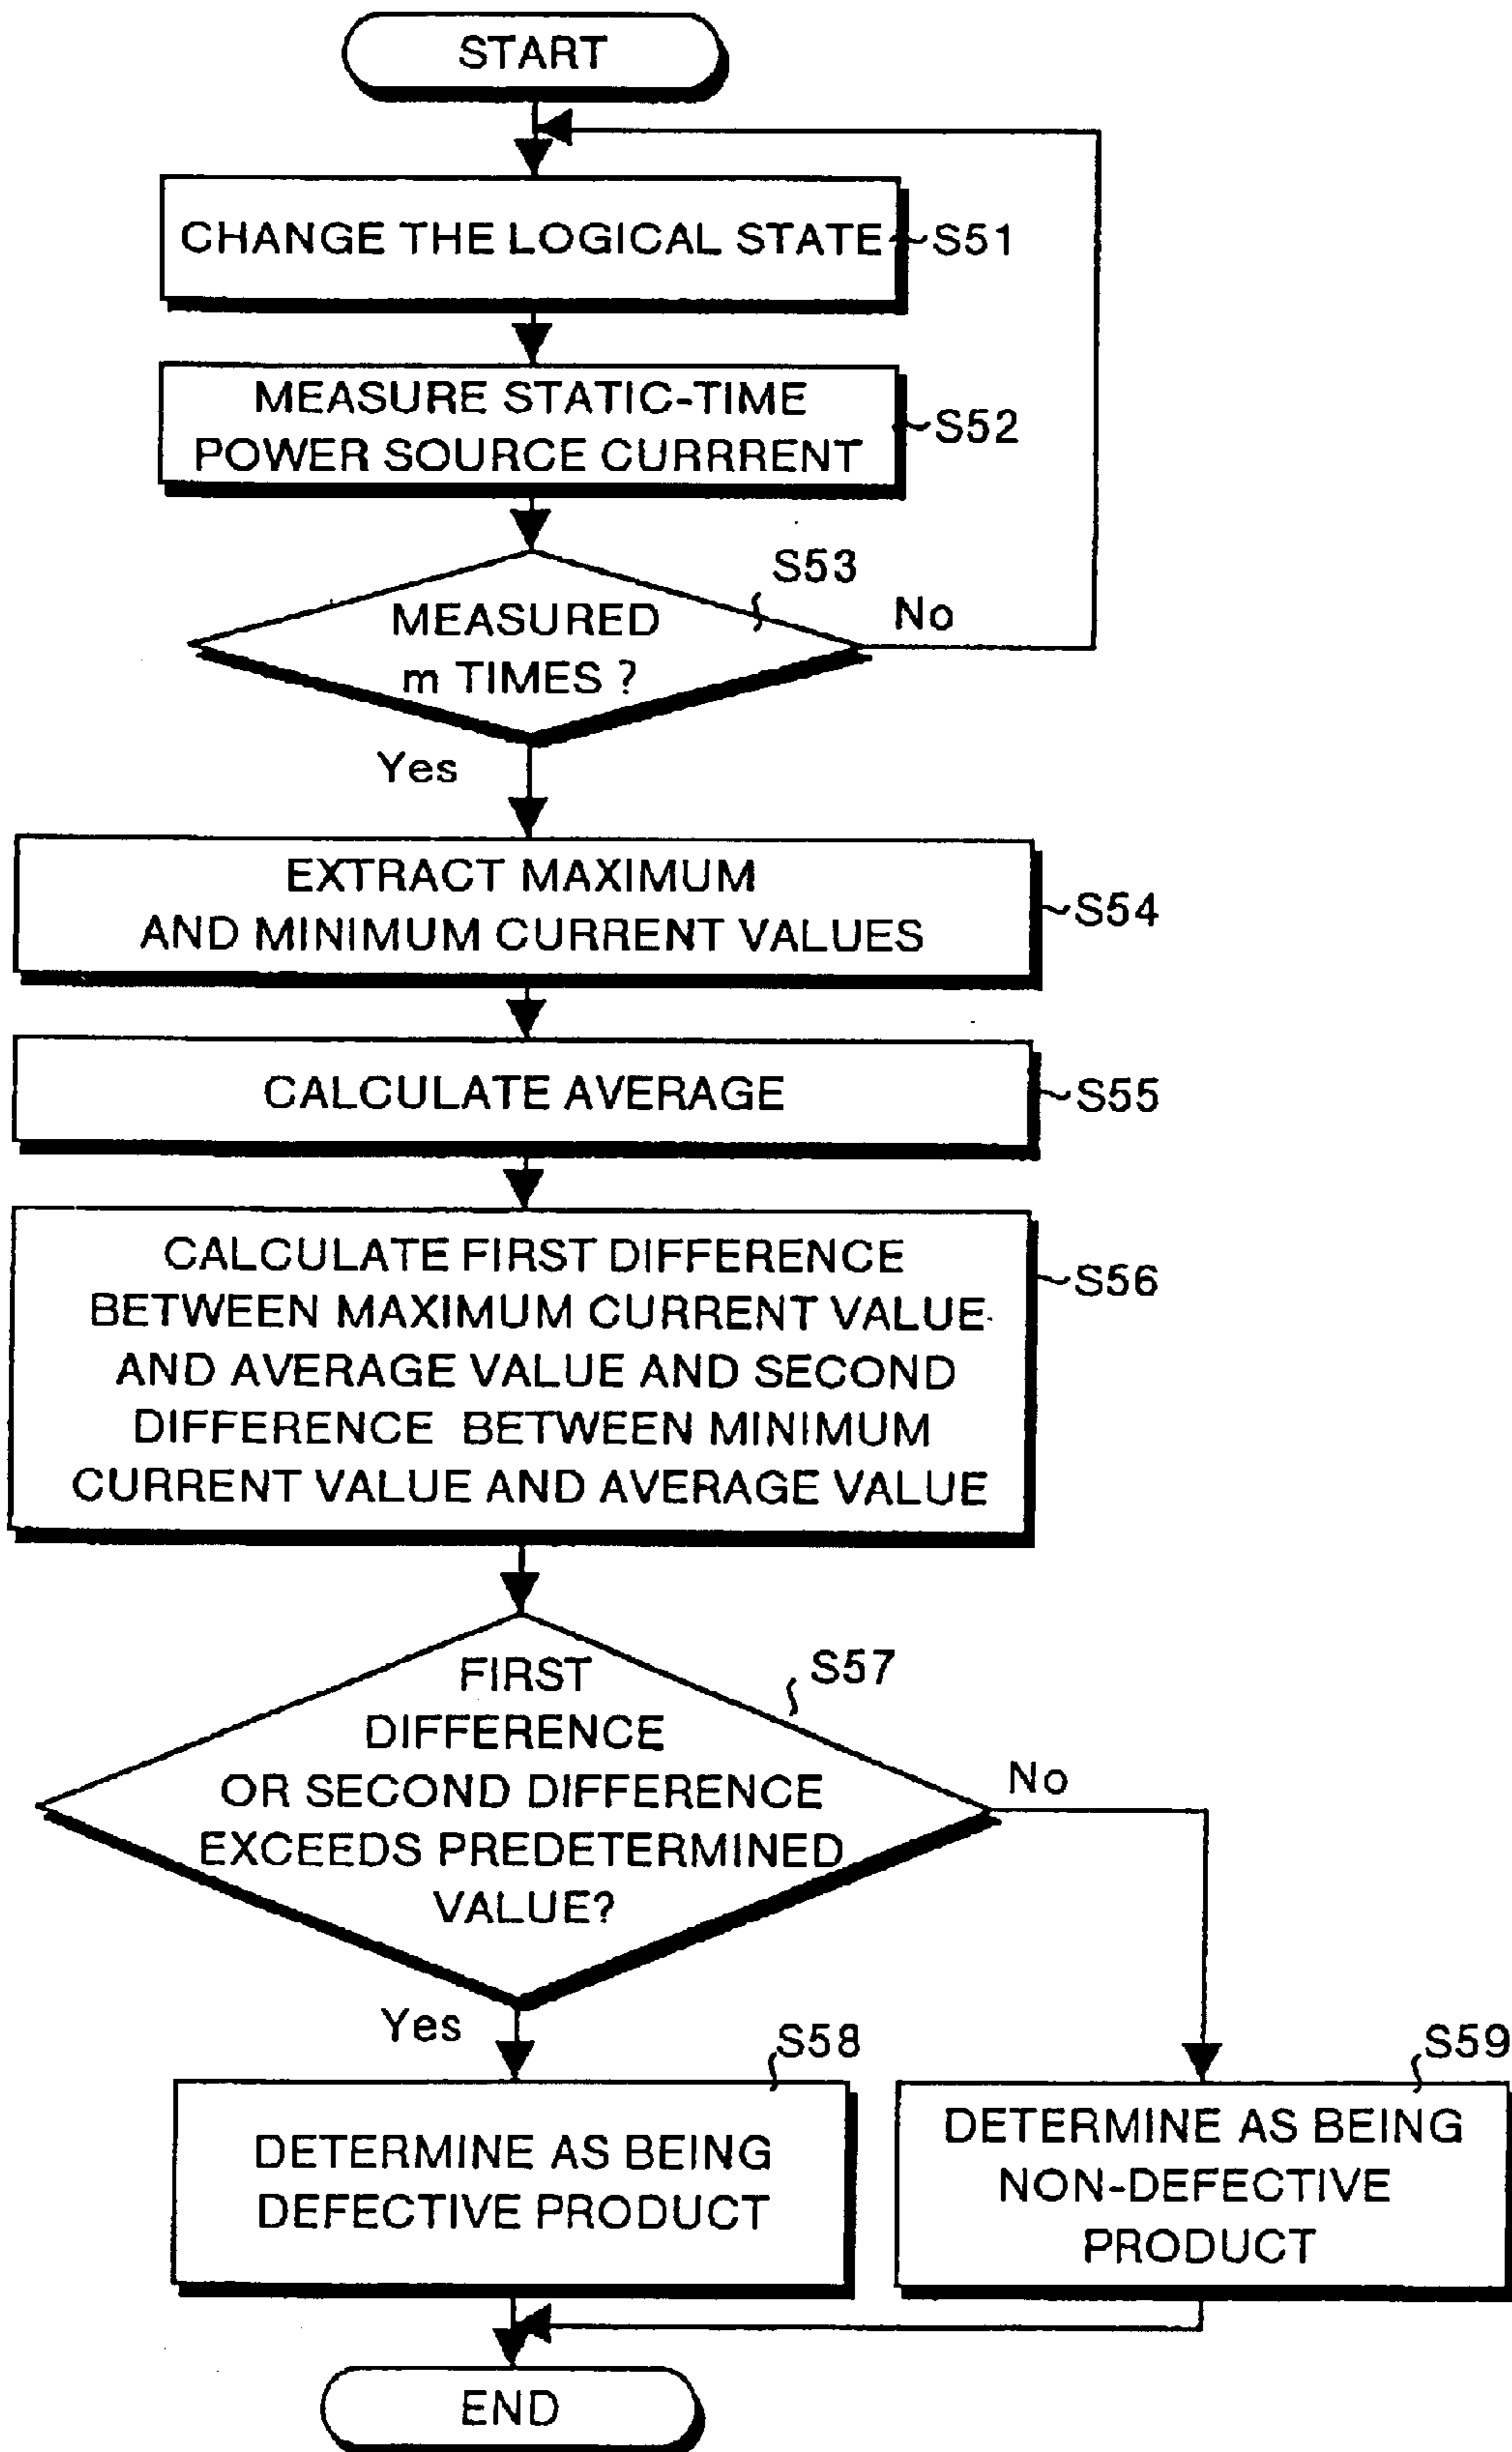 START
CHANGE THE LOGICAL STATE
S51
MEASURE STATIC-TIME
POWER SOURCE CURRRENT
S52
S53
MEASURED
m TIMES ?
No
Yes
EXTRACT MAXIMUM
AND MINIMUM CURRENT VALUES
S54
CALCULATE AVERAGE
S55
CALCULATE FIRST DIFFERENCE
BETWEEN MAXIMUM CURRENT VALUE
AND AVERAGE VALUE AND SECOND
DIFFERENCE BETWEEN MINIMUM
CURRENT VALUE AND AVERAGE VALUE
S56
S57
FIRST
DIFFERENCE
OR SECOND DIFFERENCE
EXCEEDS PREDETERMINED
VALUE?
No
Yes
S58
DETERMINE AS BEING
DEFECTIVE PRODUCT
S59
DETERMINE AS BEING
NON-DEFECTIVE
PRODUCT
END